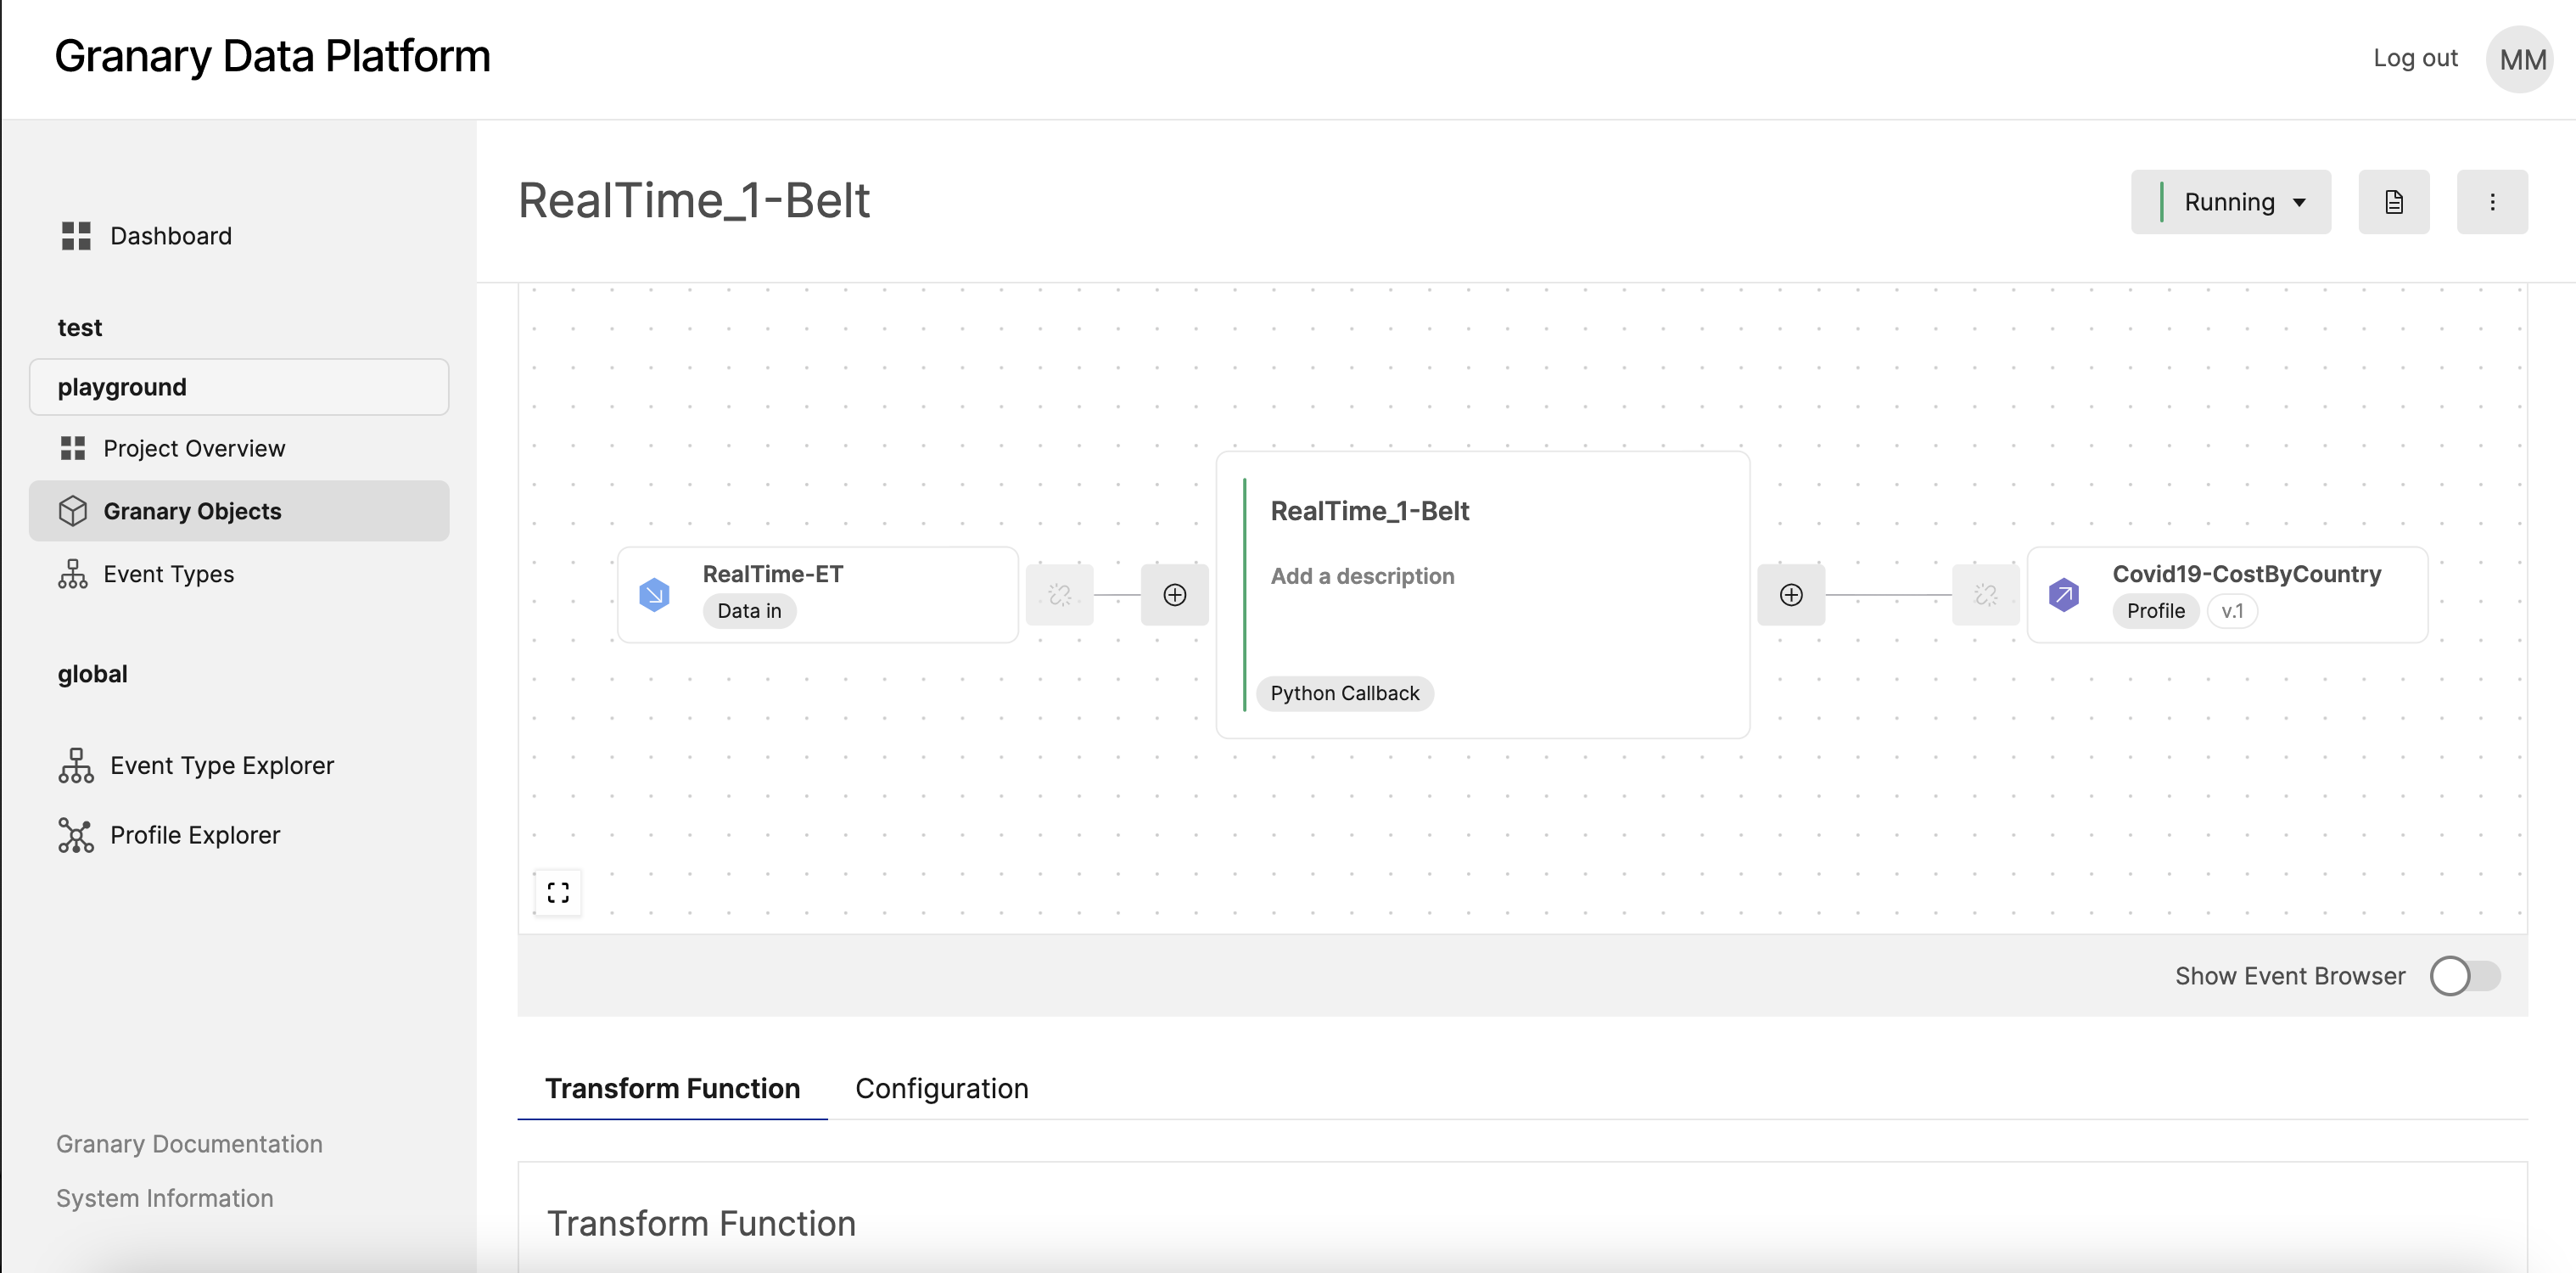 Granary Data Platform
Log out
MM
Dashboard
test
playground
Project Overview
Granary Objects
Event Types
global
Event Type Explorer
Profile Explorer
Granary Documentation
System Information
RealTime_1-Belt
Running
RealTime-ET
Data in
RealTime_1-Belt
Add a description
Python Callback
Covid19-CostByCountry
Profile v.1
Show Event Browser
Transform Function Configuration
Transform Function